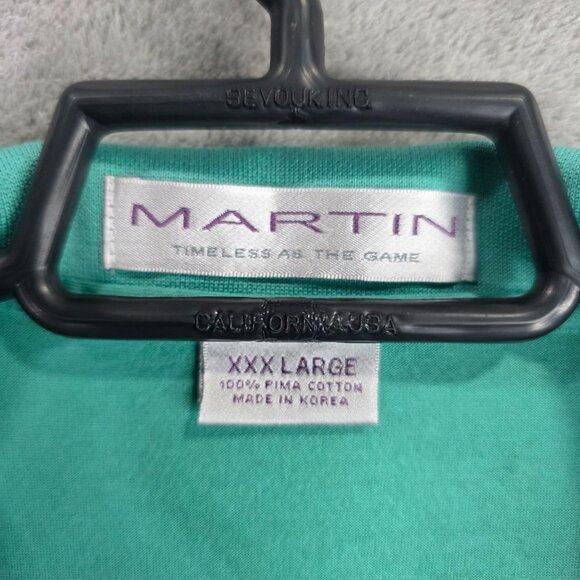 SEVOUKING
MARTIN
TIMELESS AS THE GAME
CALIFORNIA USA
XXX LARGE
100% PIMA COTTON
MADE IN KOREA